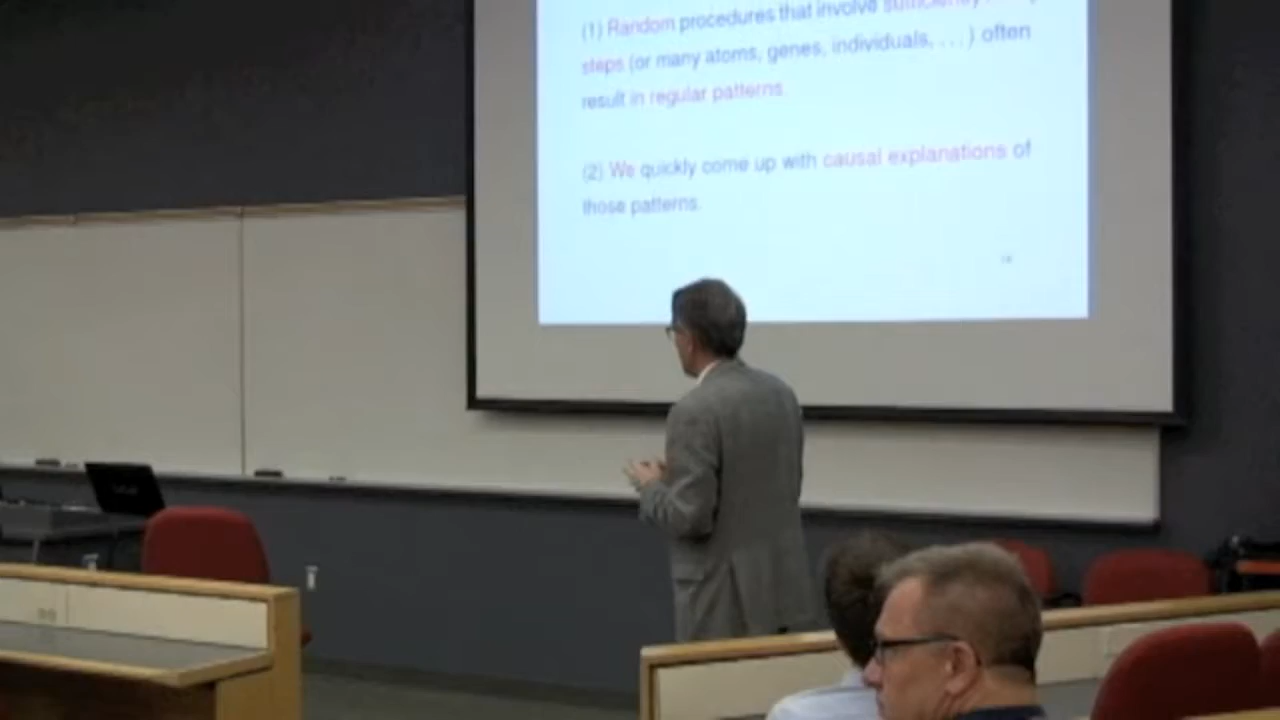 (1) Random procedures that involve sufficiently
steps (or many atoms, genes, individuals, . . . ) often
result in regular patterns.
(2) We quickly come up with causal explanations of
those patterns.